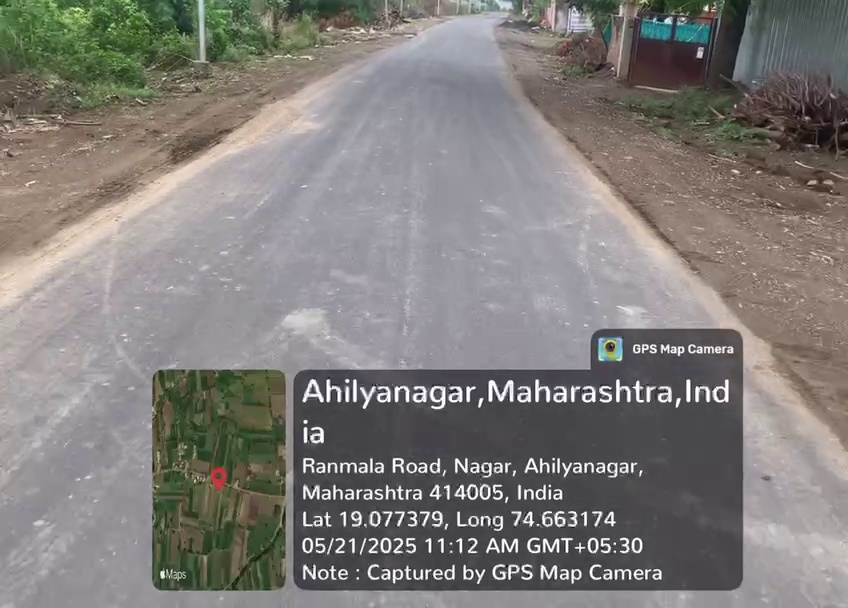 GPS Map Camera
Ahilyanagar,Maharashtra,Ind
ia
Ranmala Road, Nagar, Ahilyanagar,
Maharashtra 414005, India
Lat 19.077379, Long 74.663174
05/21/2025 11:12 AM GMT+05:30
Note : Captured by GPS Map Camera
Maps